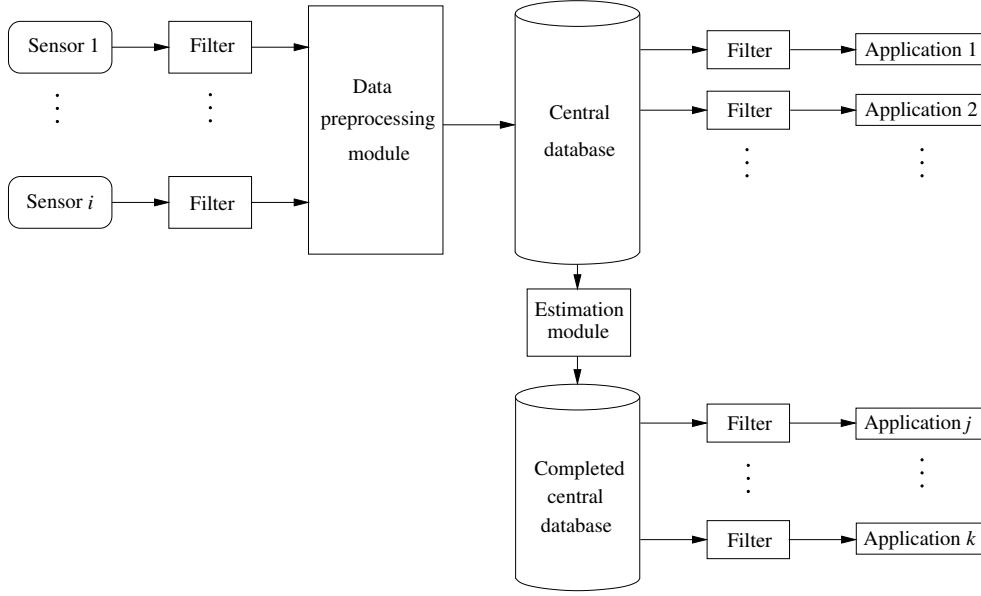 Sensor 1
Filter
Data
preprocessing
module
Central
database
Filter
Application 1
Filter
Application 2
Sensor i
Filter
Estimation
module
Completed
central
database
Filter
Application j
Filter
Application k